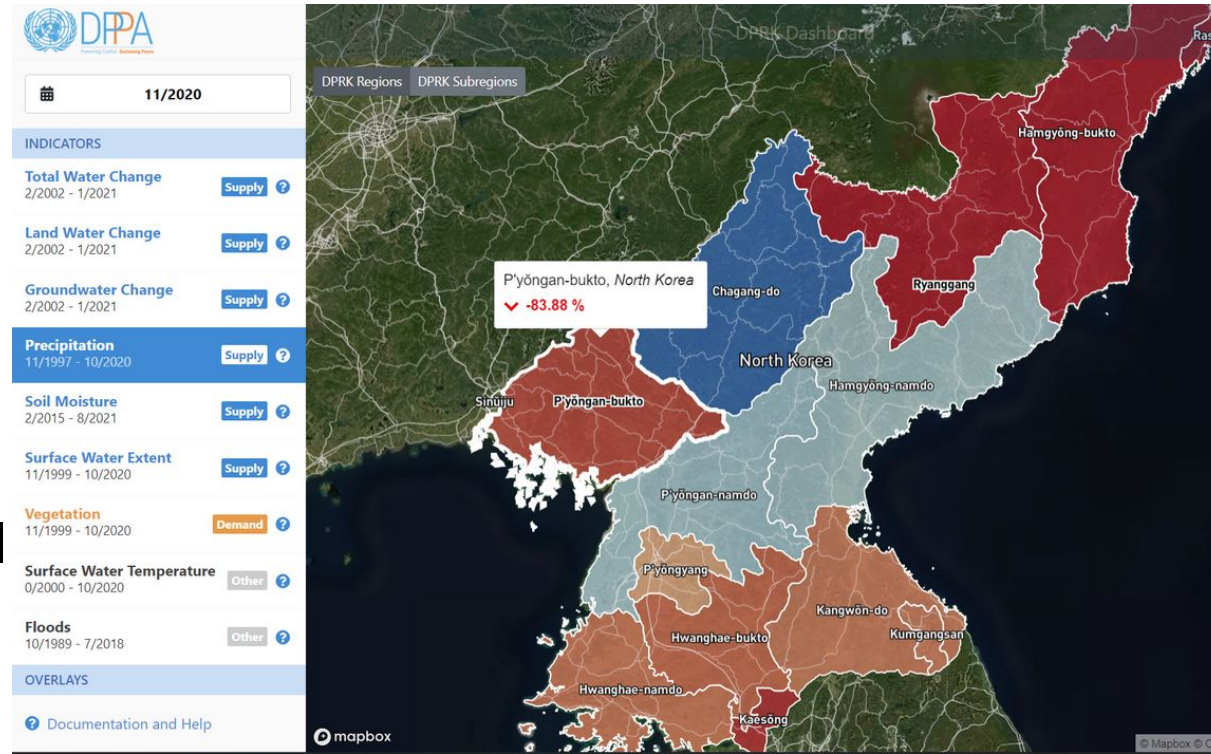 DPPA
Preventing Conflict Sustaining Peace
11/2020
INDICATORS
Total Water Change
2/2002 - 1/2021
Supply
?
Land Water Change
2/2002 - 1/2021
Supply
?
Groundwater Change
2/2002 - 1/2021
Supply
?
Precipitation
11/1997 - 10/2020
Supply
?
Soil Moisture
2/2015 - 8/2021
Supply
?
Surface Water Extent
11/1999 - 10/2020
Supply
?
Vegetation
11/1999 - 10/2020
Demand
?
Surface Water Temperature
0/2000 - 10/2020
Other
?
Floods
10/1989 - 7/2018
Other
?
OVERLAYS
? Documentation and Help
DPRK Dashboard
DPRK Regions
DPRK Subregions
Ras
Hamgyŏng-bukto
P'yŏngan-bukto, North Korea
-83.88 %
Chagang-do
Ryanggang
North Korea
Hamgyŏng-namdo
Sinŭiju
P'yŏngan-bukto
P'yŏngan-namdo
P'yŏngyang
Kangwŏn-do
Kumgangsan
Hwanghae-bukto
Hwanghae-namdo
Kaesŏng
mapbox
© Mapbox ©